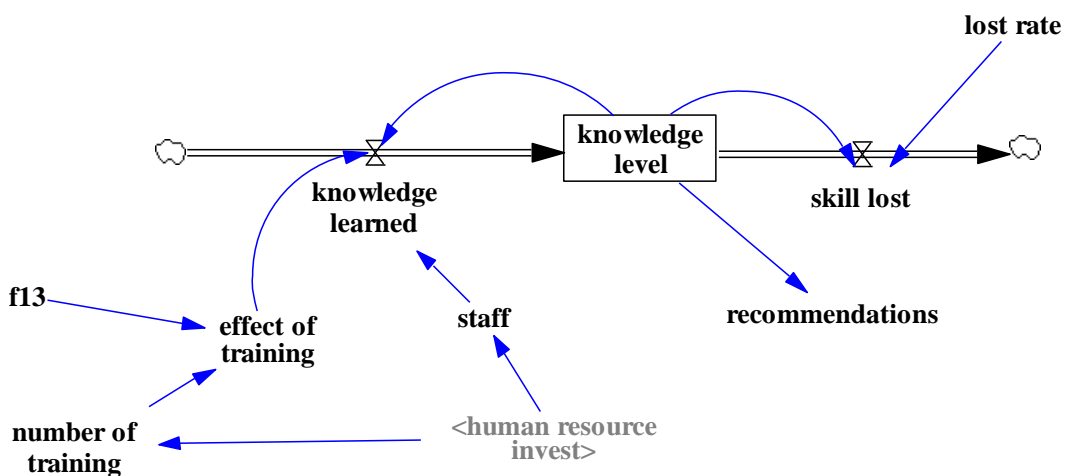 lost rate
knowledge
level
knowledge
learned
skill lost
f13
effect of
training
staff
recommendations
number of
training
<human resource
invest>